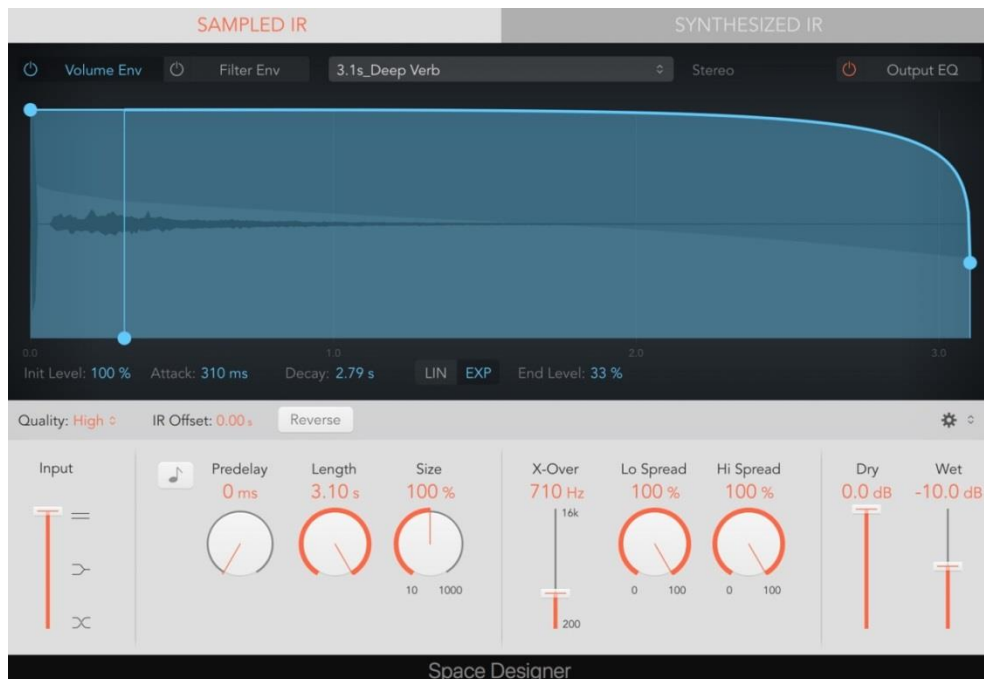 SAMPLED IR SYNTHESIZED IR
Volume Env Filter Env 3.1s_Deep Verb Stereo Output EQ
0.0 1.0 2.0 3.0
Init Level: 100 % Attack: 310 ms Decay: 2.79 s LIN EXP End Level: 33 %
Quality: High IR Offset: 0.00 s Reverse
Input Predelay Length Size X-Over Lo Spread Hi Spread Dry Wet
0 ms 3.10 s 100 % 710 Hz 100 % 100 % 0.0 dB -10.0 dB
16k
10 1000 0 100 0 100
200
Space Designer